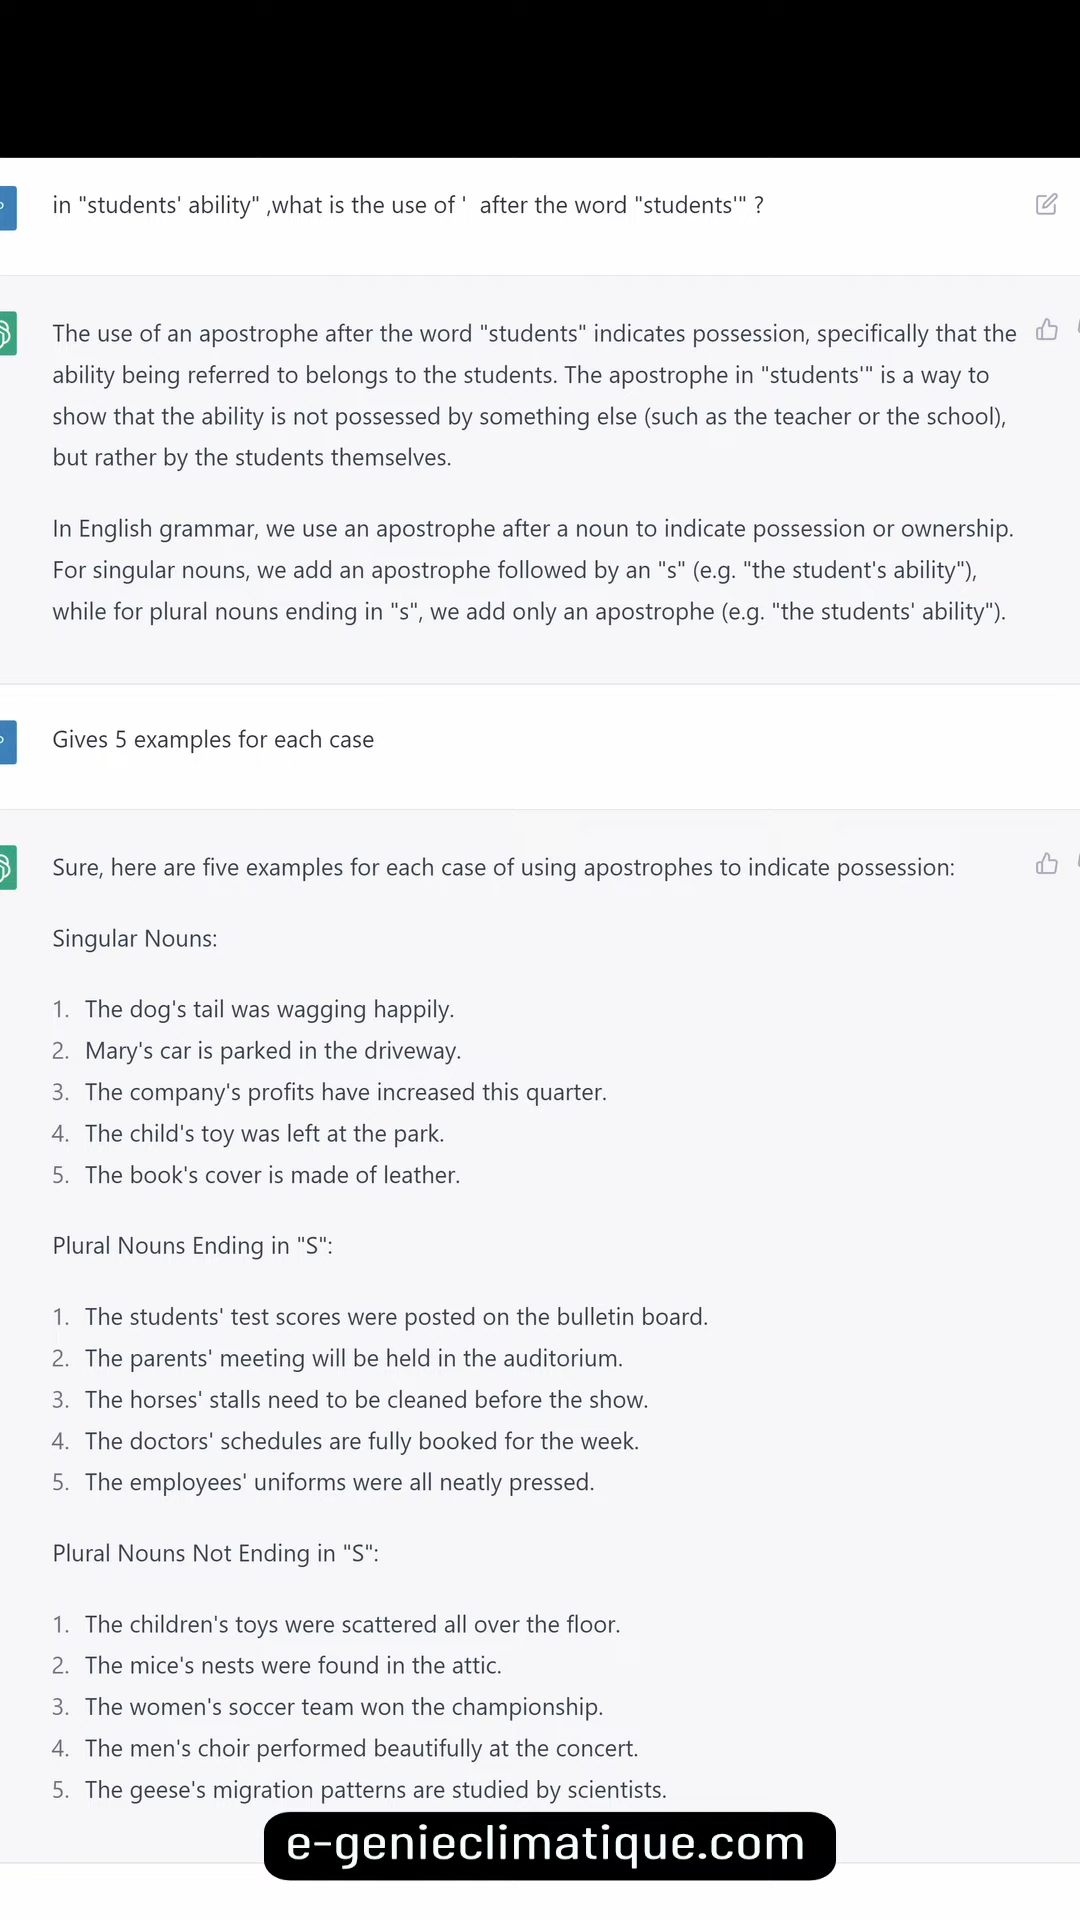 in "students' ability" ,what is the use of '  after the word "students'" ?
The use of an apostrophe after the word "students" indicates possession, specifically that the
ability being referred to belongs to the students. The apostrophe in "students'" is a way to
show that the ability is not possessed by something else (such as the teacher or the school),
but rather by the students themselves.
In English grammar, we use an apostrophe after a noun to indicate possession or ownership.
For singular nouns, we add an apostrophe followed by an "s" (e.g. "the student's ability"),
while for plural nouns ending in "s", we add only an apostrophe (e.g. "the students' ability").
Gives 5 examples for each case
Sure, here are five examples for each case of using apostrophes to indicate possession:
Singular Nouns:
1. The dog's tail was wagging happily.
2. Mary's car is parked in the driveway.
3. The company's profits have increased this quarter.
4. The child's toy was left at the park.
5. The book's cover is made of leather.
Plural Nouns Ending in "S":
1. The students' test scores were posted on the bulletin board.
2. The parents' meeting will be held in the auditorium.
3. The horses' stalls need to be cleaned before the show.
4. The doctors' schedules are fully booked for the week.
5. The employees' uniforms were all neatly pressed.
Plural Nouns Not Ending in "S":
1. The children's toys were scattered all over the floor.
2. The mice's nests were found in the attic.
3. The women's soccer team won the championship.
4. The men's choir performed beautifully at the concert.
5. The geese's migration patterns are studied by scientists.
e-genieclimatique.com